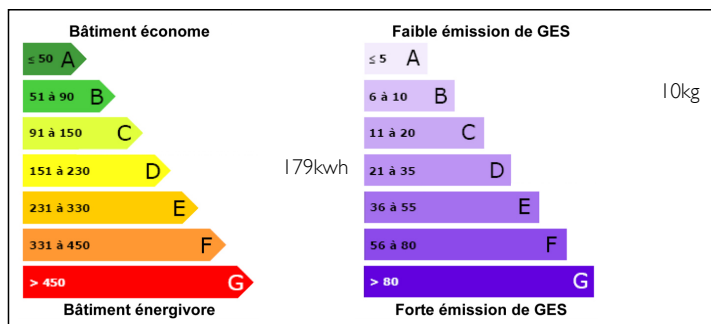 Bâtiment économe
≤ 50 A
51 à 90 B
91 à 150 C
151 à 230 D
179kwh
231 à 330 E
331 à 450 F
> 450 G
Bâtiment énergivore
Faible émission de GES
≤ 5 A
6 à 10 B
10kg
11 à 20 C
21 à 35 D
36 à 55 E
56 à 80 F
> 80 G
Forte émission de GES